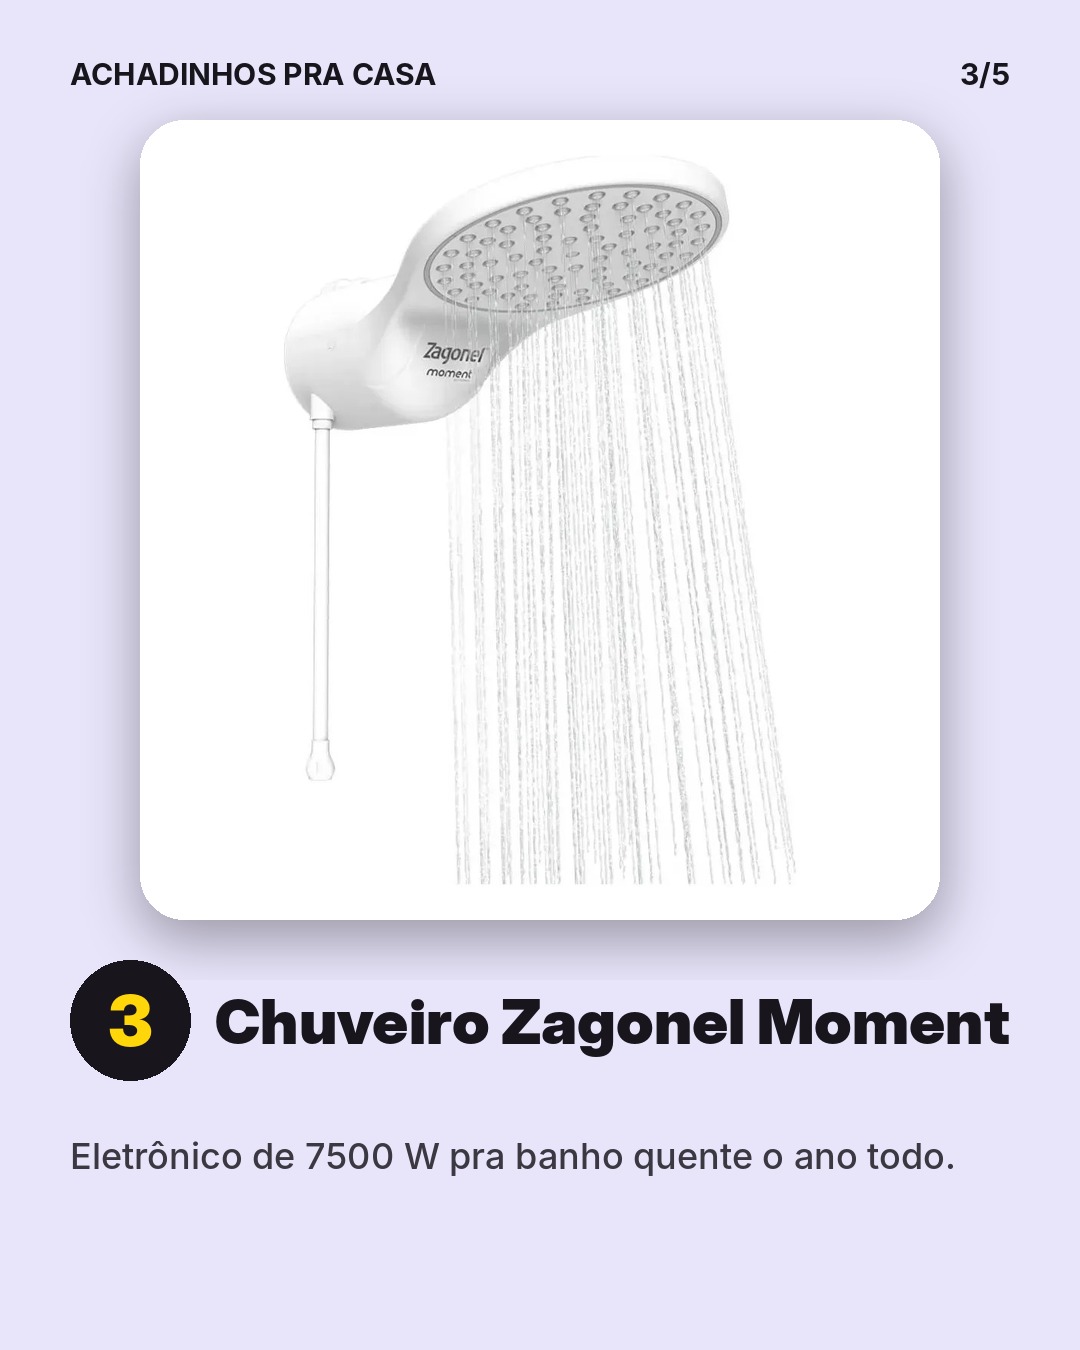 ACHADINHOS PRA CASA
3/5
Zagonel
moment
3
Chuveiro Zagonel Moment
Eletrônico de 7500 W pra banho quente o ano todo.